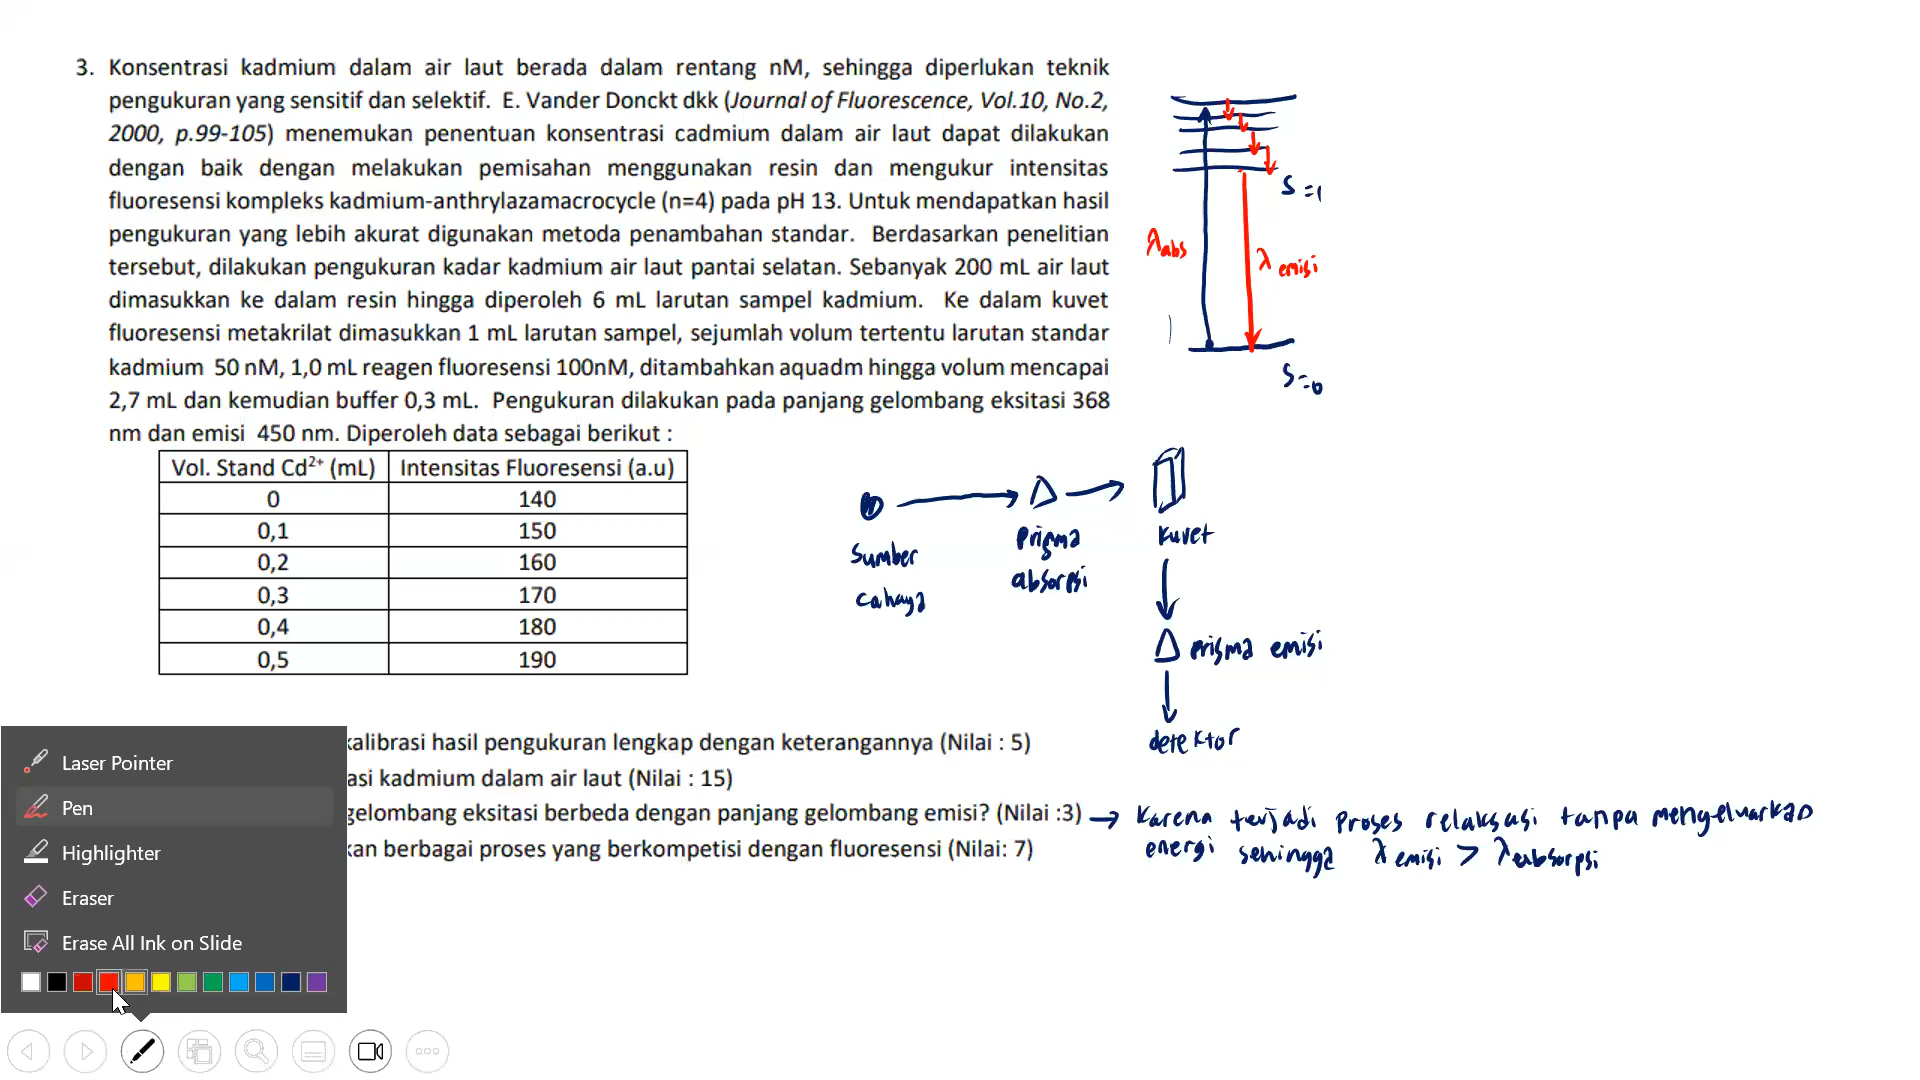 3. Konsentrasi kadmium dalam air laut berada dalam rentang nM, sehingga diperlukan teknik
pengukuran yang sensitif dan selektif. E. Vander Donckt dkk (Journal of Fluorescence, Vol.10, No.2,
2000, p.99-105) menemukan penentuan konsentrasi cadmium dalam air laut dapat dilakukan
dengan baik dengan melakukan pemisahan menggunakan resin dan mengukur intensitas
fluoresensi kompleks kadmium-anthrylazamacrocycle (n=4) pada pH 13. Untuk mendapatkan hasil
pengukuran yang lebih akurat digunakan metoda penambahan standar. Berdasarkan penelitian
tersebut, dilakukan pengukuran kadar kadmium air laut pantai selatan. Sebanyak 200 mL air laut
dimasukkan ke dalam resin hingga diperoleh 6 mL larutan sampel kadmium. Ke dalam kuvet
fluoresensi metakrilat dimasukkan 1 mL larutan sampel, sejumlah volum tertentu larutan standar
kadmium 50 nM, 1,0 mL reagen fluoresensi 100nM, ditambahkan aquadm hingga volum mencapai
2,7 mL dan kemudian buffer 0,3 mL. Pengukuran dilakukan pada panjang gelombang eksitasi 368
nm dan emisi 450 nm. Diperoleh data sebagai berikut :
Vol. Stand Cd²⁺ (mL) Intensitas Fluoresensi (a.u)
0 140
0,1 150
0,2 160
0,3 170
0,4 180
0,5 190
kalibrasi hasil pengukuran lengkap dengan keterangannya (Nilai : 5)
asi kadmium dalam air laut (Nilai : 15)
gelombang eksitasi berbeda dengan panjang gelombang emisi? (Nilai :3)
kan berbagai proses yang berkompetisi dengan fluoresensi (Nilai: 7)
S=1
λabs
λ emisi
S=0
sumber
cahaya
prisma
absorpsi
kuvet
prisma emisi
detektor
→ Karena terjadi proses relaksasi tanpa mengeluarkan
energi sehingga λ emisi > λ absorpsi
Laser Pointer
Pen
Highlighter
Eraser
Erase All Ink on Slide